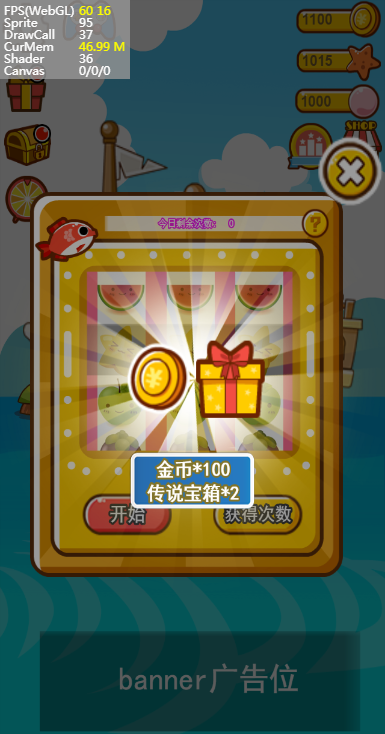 FPS(WebGL) 60 16
Sprite 95
DrawCall 37
CurMem 46.99 M
Shader 36
Canvas 0/0/0
1100
1015
1000
SHOP
今日剩余次数: 0
?
金币*100
传说宝箱*2
开始
获得次数
banner广告位